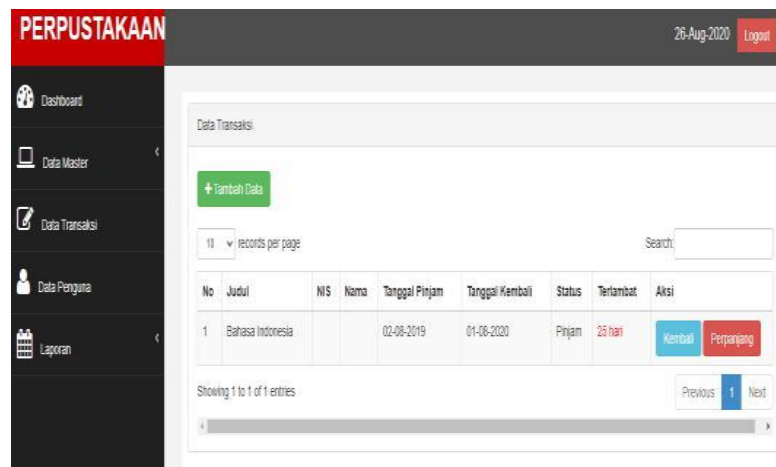 PERPUSTAKAAN
26-Aug-2020 Logout
Dashboard
Data Master
Data Transaksi
Data Penguna
Laporan
Data Transaksi
+Tambah Data
10 records per page
Search:
No Judul NIS Nama Tanggal Pinjam Tanggal Kembali Status Terlambat Aksi
1 Bahasa Indonesia 02-08-2019 01-08-2020 Pinjam 25 hari Kembali Perpanjang
Showing 1 to 1 of 1 entries
Previous 1 Next